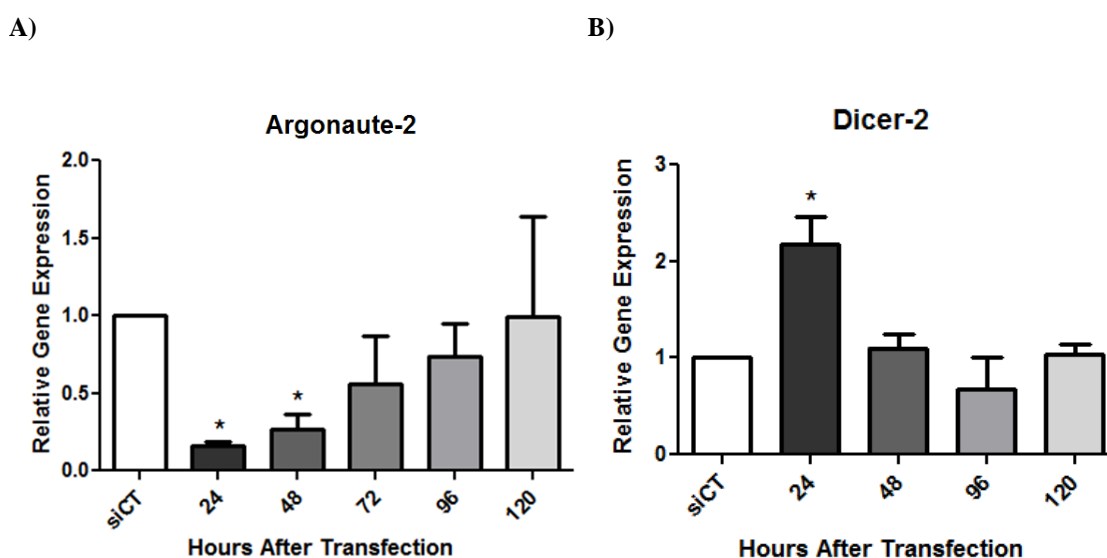 A)
B)
Argonaute-2
Relative Gene Expression
2.0
1.5
1.0
0.5
0.0
*
*
siCT
24
48
72
96
120
Hours After Transfection
Dicer-2
Relative Gene Expression
3
2
1
0
*
siCT
24
48
96
120
Hours After Transfection